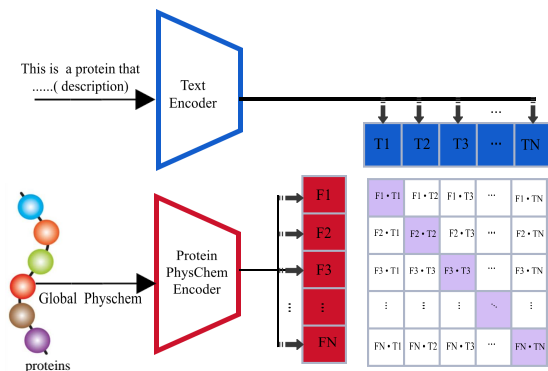 This is a protein that
......( description)
Text
Encoder
...
T1 T2 T3 ... TN
F1
F2
F3
⋮ ⋮
FN
Protein
PhysChem
Encoder
Global Physchem
proteins
F1 • T1 F1 • T2 F1 • T3 ... F1 • TN
F2 • T1 F2 • T2 F2 • T3 ... F2 • TN
F3 • T1 F3 • T3 F3 • T3 ... F3 • TN
⋮ ⋮ ⋮ ⋱ ⋮
FN • T1 FN • T2 FN • T3 ... FN • TN